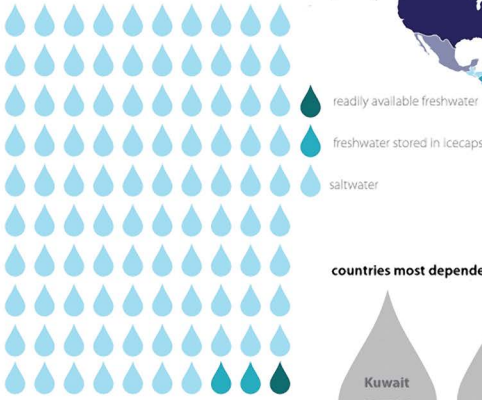 readily available freshwater
freshwater stored in icecaps
saltwater
countries most depende
Kuwait